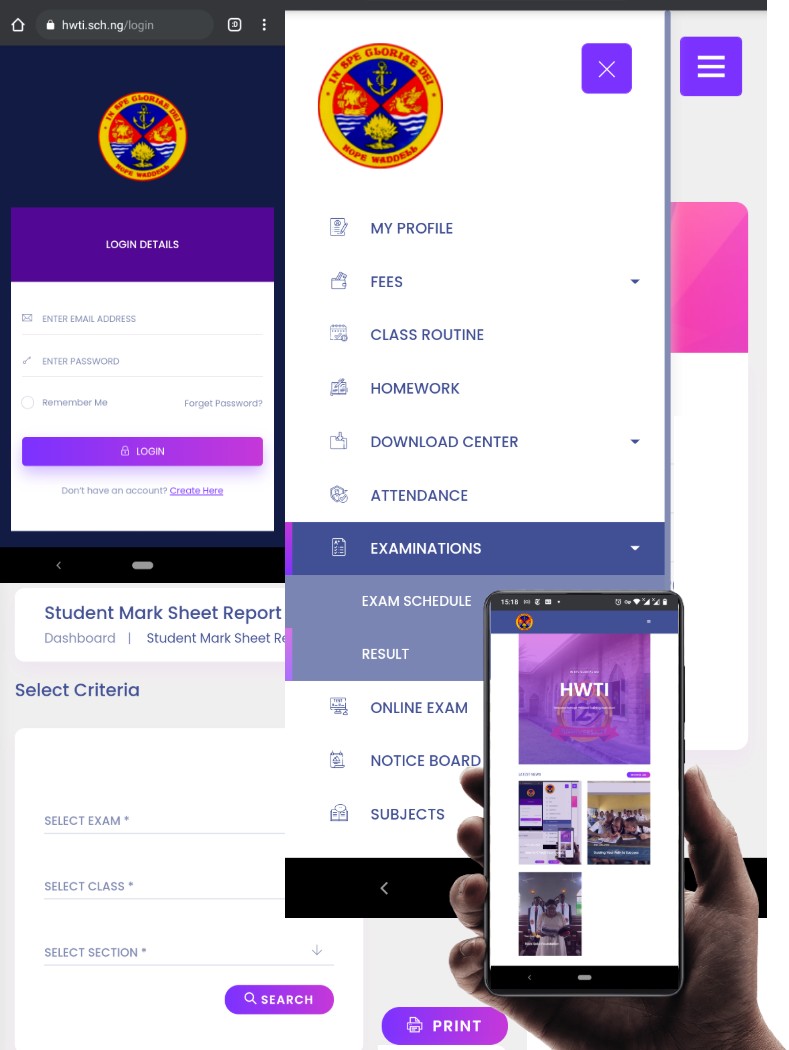 hwti.sch.ng/login
:D
IN SPE GLORIAE DEI
HOPE WADDELL
LOGIN DETAILS
ENTER EMAIL ADDRESS
ENTER PASSWORD
Remember Me
Forget Password?
LOGIN
Don't have an account? Create Here
IN SPE GLORIAE DEI
HOPE WADDELL
MY PROFILE
FEES
CLASS ROUTINE
HOMEWORK
DOWNLOAD CENTER
ATTENDANCE
EXAMINATIONS
EXAM SCHEDULE
RESULT
ONLINE EXAM
NOTICE BOARD
SUBJECTS
Student Mark Sheet Report
Dashboard | Student Mark Sheet Re
Select Criteria
SELECT EXAM *
SELECT CLASS *
SELECT SECTION *
SEARCH
PRINT
15:18
HWTI
127
LATEST NEWS